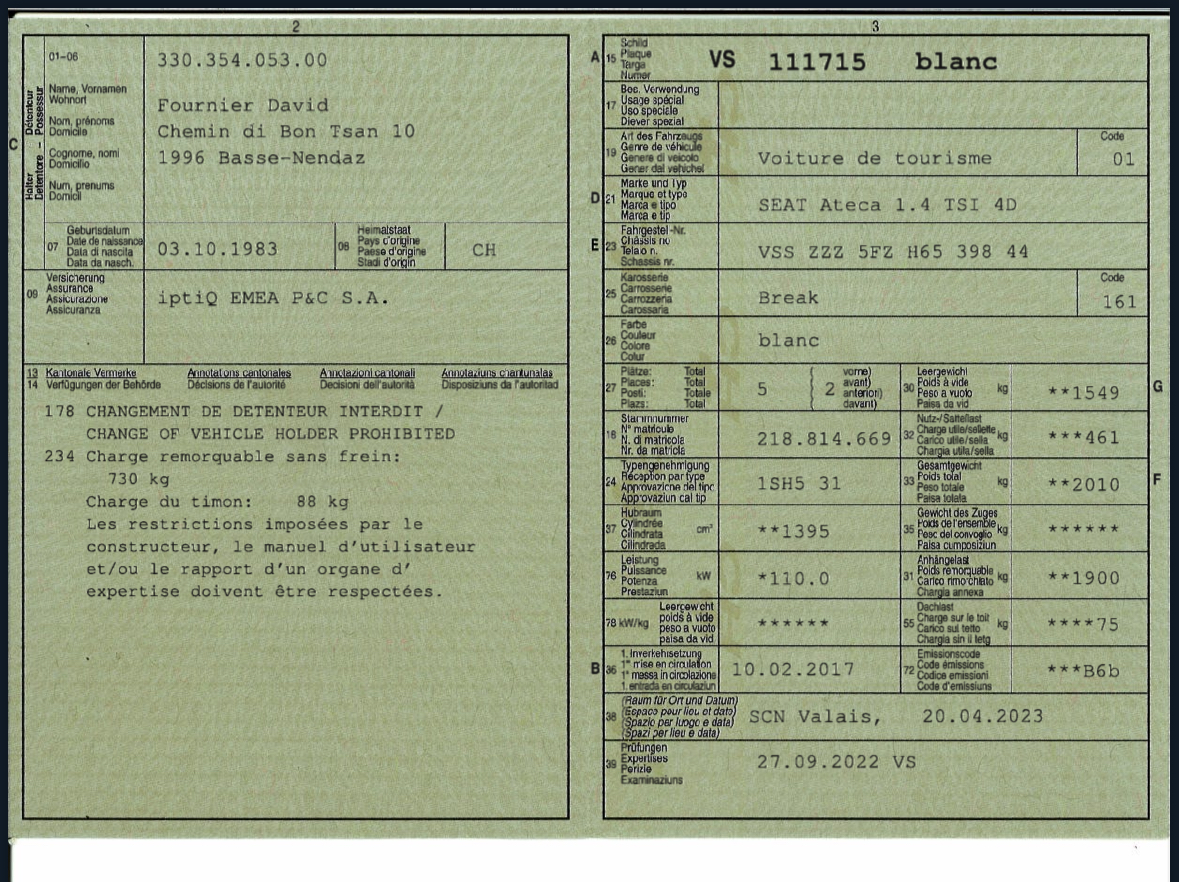 2
01-06
330.354.053.00
C
Halter – Détenteur
Detentore – Possessur
Name, Vornamen
Wohnort
Nom, prénoms
Domicile
Cognome, nomi
Domicilio
Num, prenums
Domicil
Fournier David
Chemin di Bon Tsan 10
1996 Basse-Nendaz
07
Geburtsdatum
Date de naissance
Data di nascita
Data da nasch.
03.10.1983
08
Heimatstaat
Pays d'origine
Paese d'origine
Stadi d'origin
CH
09
Versicherung
Assurance
Assicurazione
Assicuranza
iptiQ EMEA P&C S.A.
13 Kantonale Vermerke Annotations cantonales Annotazioni cantonali Annotaziuns chantunalas
14 Verfügungen der Behörde Décisions de l'autorité Decisioni dell'autorità Disposiziuns da l'autoritad
178 CHANGEMENT DE DETENTEUR INTERDIT /
CHANGE OF VEHICLE HOLDER PROHIBITED
234 Charge remorquable sans frein:
730 kg
Charge du timon: 88 kg
Les restrictions imposées par le
constructeur, le manuel d'utilisateur
et/ou le rapport d'un organe d'
expertise doivent être respectées.
3
A
15
Schild
Plaque
Targa
Numer
VS 111715 blanc
17
Bes. Verwendung
Usage spécial
Uso speciale
Diever spezial
19
Art des Fahrzeugs
Genre de véhicule
Genere di veicolo
Gener dal vehichel
Voiture de tourisme
Code
01
D
21
Marke und Typ
Marque et type
Marca e tipo
Marca e tip
SEAT Ateca 1.4 TSI 4D
E
23
Fahrgestell-Nr.
Châssis no
Telaio n.
Schassis nr.
VSS ZZZ 5FZ H65 398 44
25
Karosserie
Carrosserie
Carrozzeria
Carossaria
Break
Code
161
26
Farbe
Couleur
Colore
Colur
blanc
27
Plätze: Total
Places: Total
Posti: Totale
Plazs: Total
5
2
vorne)
avant)
anteriori)
davant)
30
Leergewicht
Poids à vide
Peso a vuoto
Paisa da vid
kg
**1549
G
18
Stammnummer
N° matricule
N. di matricola
Nr. da matricla
218.814.669
32
Nutz-/Sattellast
Charge utile/sellette
Carico utile/sella
Chargia utila/sella
kg
***461
24
Typengenehmigung
Réception par type
Approvazione del tipo
Approvaziun dal tip
1SH5 31
33
Gesamtgewicht
Poids total
Peso totale
Paisa totala
kg
**2010
F
37
Hubraum
Cylindrée
Cilindrata
Cilindrada
cm³
**1395
35
Gewicht des Zuges
Poids de l'ensemble
Peso del convoglio
Paisa cumposiziun
kg
******
76
Leistung
Puissance
Potenza
Prestaziun
kW
*110.0
31
Anhängelast
Poids remorquable
Carico rimorchiato
Chargia annexa
kg
**1900
78 kW/kg
Leergewicht
poids à vide
peso a vuoto
paisa da vid
******
55
Dachlast
Charge sur le toit
Carico sul tetto
Chargia sin il tetg
kg
****75
B
36
1. Inverkehrsetzung
1re mise en circulation
1a messa in circolazione
1. entrada en circulaziun
10.02.2017
72
Emissionscode
Code émissions
Codice emissioni
Code d'emissiuns
***B6b
38
(Raum für Ort und Datum)
(Espace pour lieu et date)
(Spazio per luogo e data)
(Spazi per lieu e data)
SCN Valais, 20.04.2023
39
Prüfungen
Expertises
Perizie
Examinaziuns
27.09.2022 VS